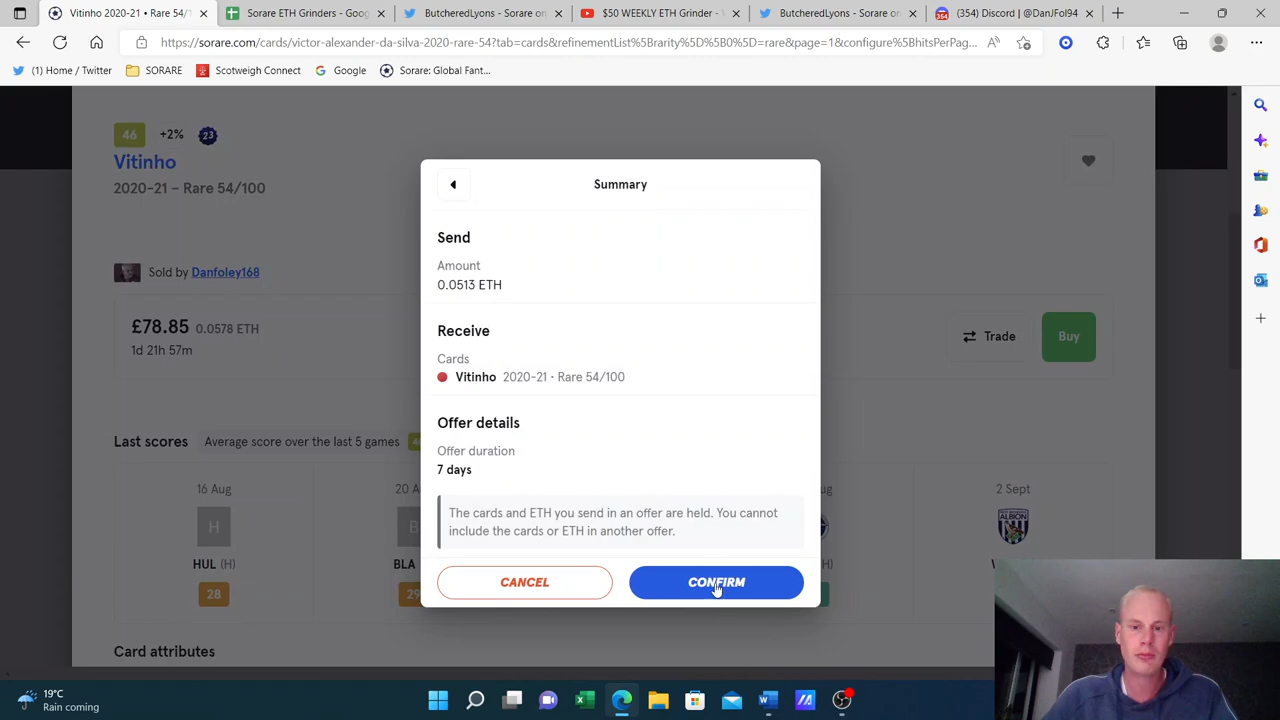 Vitinho 2020-21 • Rare 54/1
Sorare ETH Grinders - Goog
ButcheredLyons - Sorare on
$50 WEEKLY ETH Grinder - W
ButcheredLyons - Sorare on
(354) Discord | @DanJFol94
https://sorare.com/cards/victor-alexander-da-silva-2020-rare-54?tab=cards&refinementList%5Brarity%5D%5B0%5D=rare&page=1&configure%5BhitsPerPag...
(1) Home / Twitter
SORARE
Scotweigh Connect
Google
Sorare: Global Fant...
46 +2% 23
Vitinho
2020-21 – Rare 54/100
Sold by Danfoley168
£78.85 0.0578 ETH
1d 21h 57m
Trade
Buy
Last scores
Average score over the last 5 games
16 Aug
20 A
ug
2 Sept
H
B
ALBION
HUL (H)
BLA
H)
28
29
Card attributes
Summary
Send
Amount
0.0513 ETH
Receive
Cards
Vitinho 2020-21 • Rare 54/100
Offer details
Offer duration
7 days
The cards and ETH you send in an offer are held. You cannot
include the cards or ETH in another offer.
CANCEL
CONFIRM
19°C
Rain coming